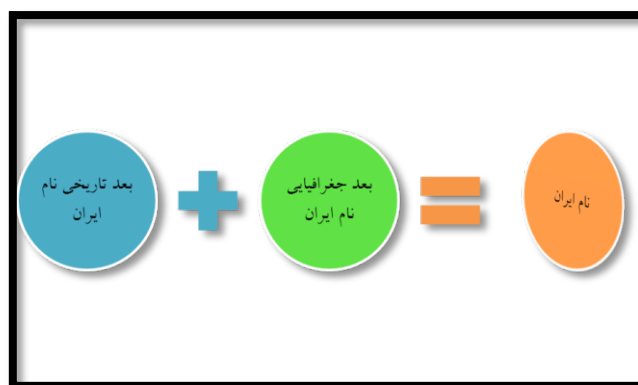 بعد تاریخی نام
ایران
بعد جغرافیایی
نام ایران
نام ایران